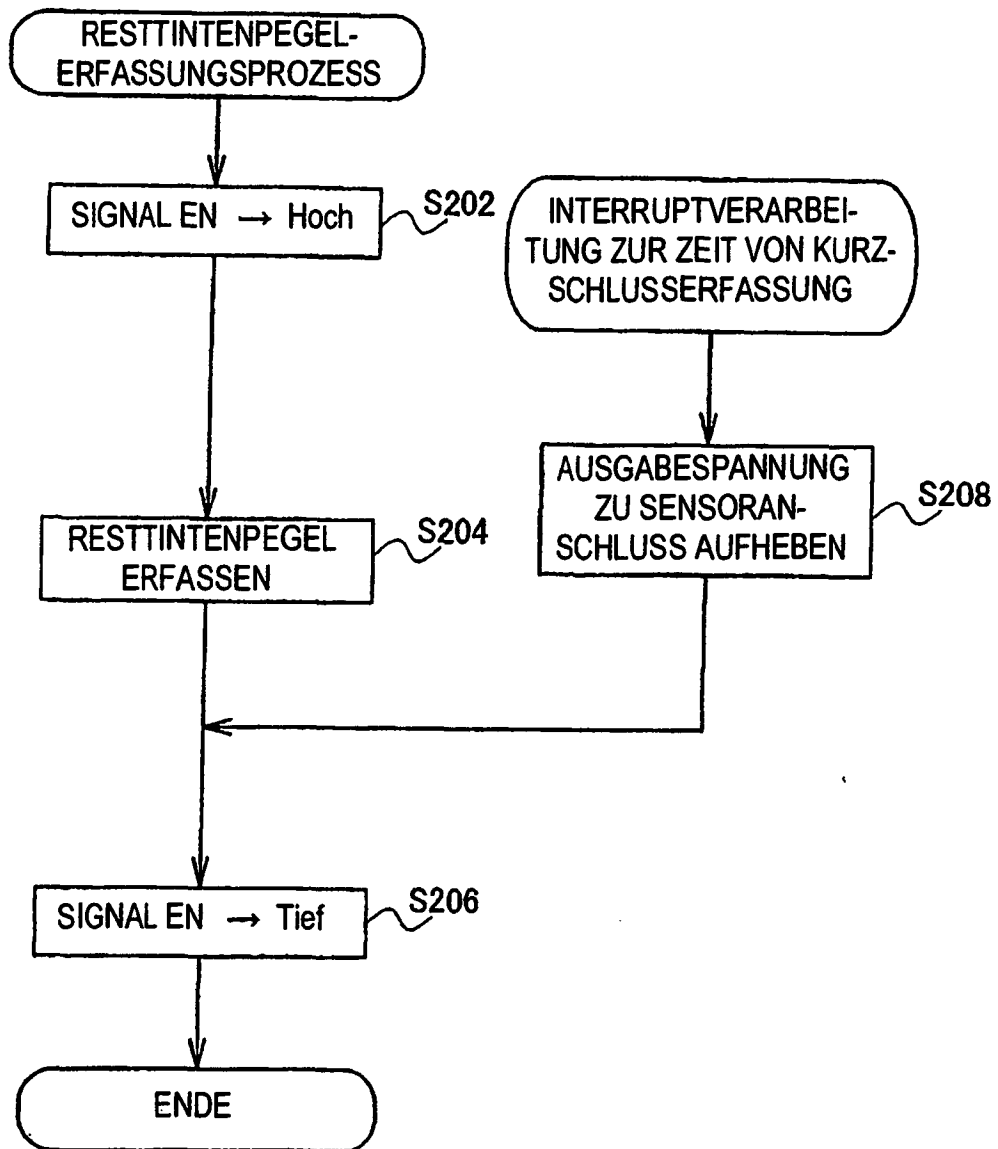 RESTTINTENPEGEL-
ERFASSUNGSPROZESS
SIGNAL EN → Hoch
S202
RESTTINTENPEGEL
ERFASSEN
S204
INTERRUPTVERARBEI-
TUNG ZUR ZEIT VON KURZ-
SCHLUSSERFASSUNG
AUSGABESPANNUNG
ZU SENSORAN-
SCHLUSS AUFHEBEN
S208
SIGNAL EN → Tief
S206
ENDE